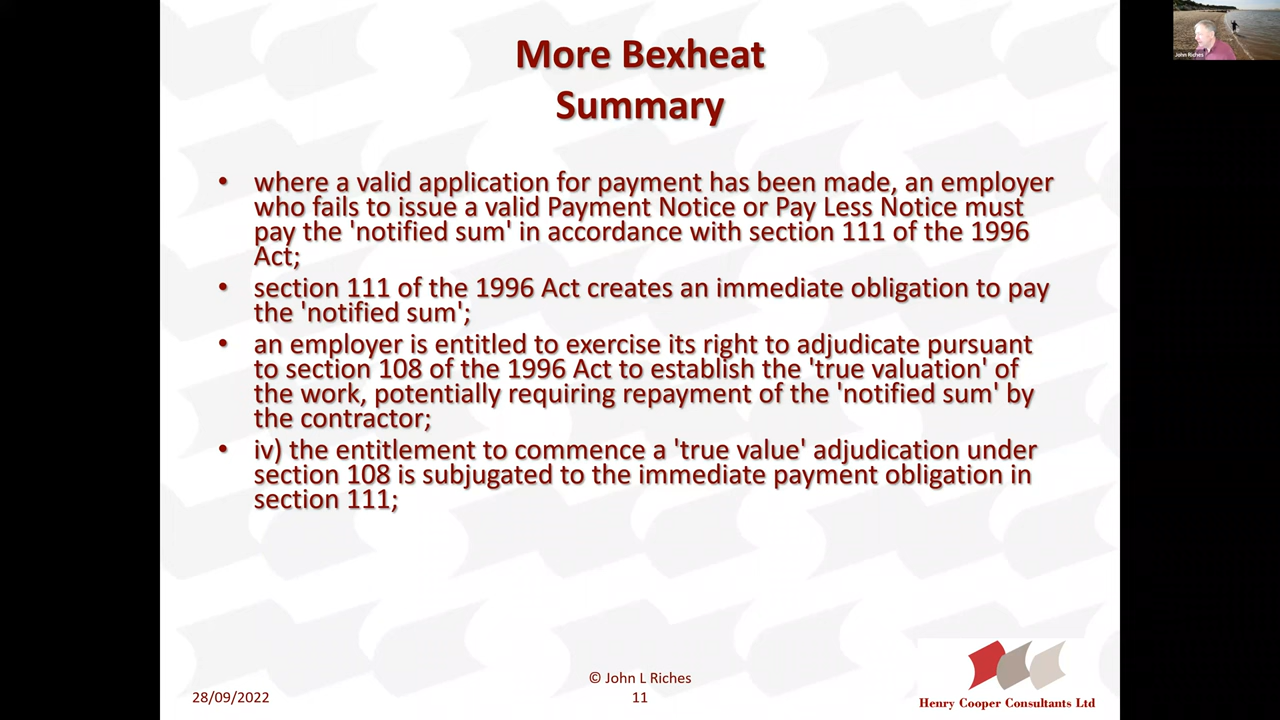 More Bexheat
Summary
• where a valid application for payment has been made, an employer
who fails to issue a valid Payment Notice or Pay Less Notice must
pay the 'notified sum' in accordance with section 111 of the 1996
Act;
• section 111 of the 1996 Act creates an immediate obligation to pay
the 'notified sum';
• an employer is entitled to exercise its right to adjudicate pursuant
to section 108 of the 1996 Act to establish the 'true valuation' of
the work, potentially requiring repayment of the 'notified sum' by
the contractor;
• iv) the entitlement to commence a 'true value' adjudication under
section 108 is subjugated to the immediate payment obligation in
section 111;
© John L Riches
28/09/2022
11
Henry Cooper Consultants Ltd
John Riches